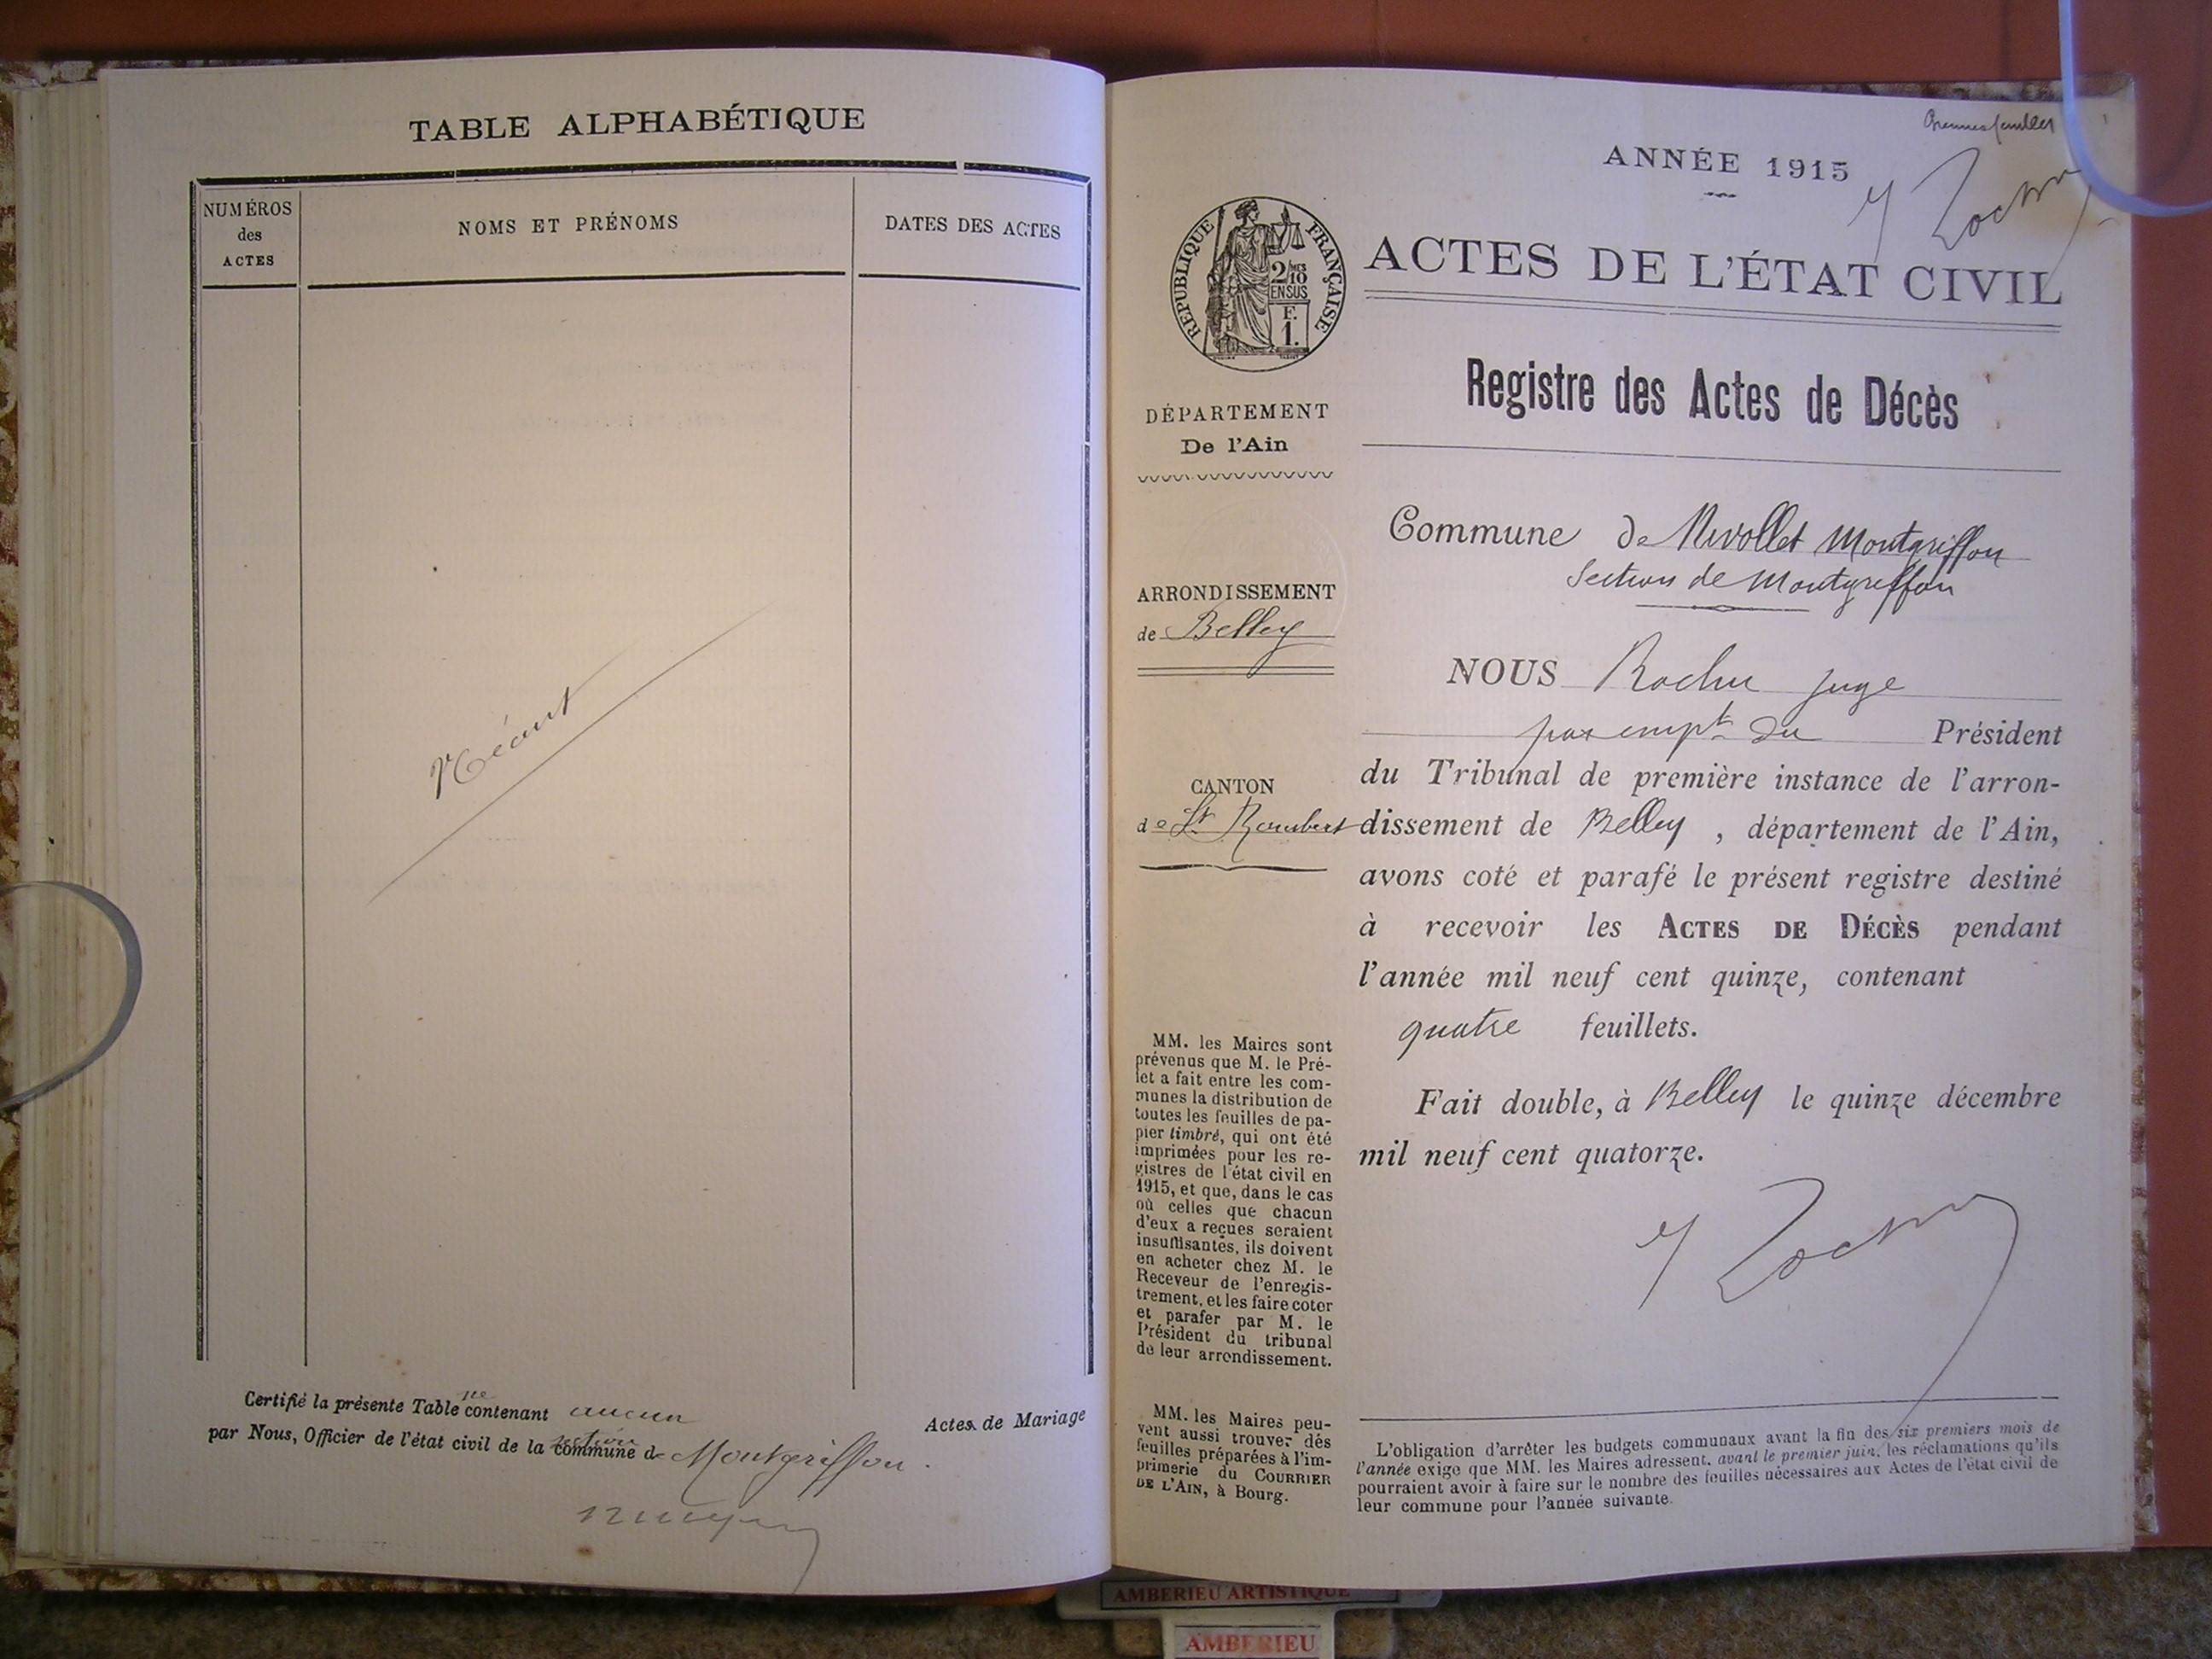 TABLE ALPHABÉTIQUE
NUMÉROS
des
ACTES
NOMS ET PRÉNOMS
DATES DES ACTES
Néant
Certifié la présente Table ne contenant aucun Actes de Mariage
par Nous, Officier de l'état civil de la commune section de Montgriffon.
ANNÉE 1915
RÉPUBLIQUE FRANÇAISE
2/10
EN SUS
F.
1.
ACTES DE L'ÉTAT CIVIL
Registre des Actes de Décès
DÉPARTEMENT
De l'Ain
ARRONDISSEMENT
de Belley
CANTON
de St Rambert
MM. les Maires sont
prévenus que M. le Pré-
fet a fait entre les com-
munes la distribution de
toutes les feuilles de pa-
pier timbré, qui ont été
imprimées pour les re-
gistres de l'état civil en
1915, et que, dans le cas
où celles que chacun
d'eux a reçues seraient
insuffisantes, ils doivent
en acheter chez M. le
Receveur de l'enregis-
trement, et les faire coter
et parafer par M. le
Président du tribunal
de leur arrondissement.
MM. les Maires peu-
vent aussi trouver des
feuilles préparées à l'im-
primerie du COURRIER
DE L'AIN, à Bourg.
Commune de Nivollet Montgriffon
Section de Montgriffon
NOUS Rocher juge
par empt du Président
du Tribunal de première instance de l'arron-
dissement de Belley, département de l'Ain,
avons coté et parafé le présent registre destiné
à recevoir les ACTES DE DÉCÈS pendant
l'année mil neuf cent quinze, contenant
quatre feuillets.
Fait double, à Belley le quinze décembre
mil neuf cent quatorze.
L'obligation d'arrêter les budgets communaux avant la fin des six premiers mois de
l'année exige que MM. les Maires adressent, avant le premier juin, les réclamations qu'ils
pourraient avoir à faire sur le nombre des feuilles nécessaires aux Actes de l'état civil de
leur commune pour l'année suivante.
AMBERIEU ARTISTIQUE
AMBERIEU